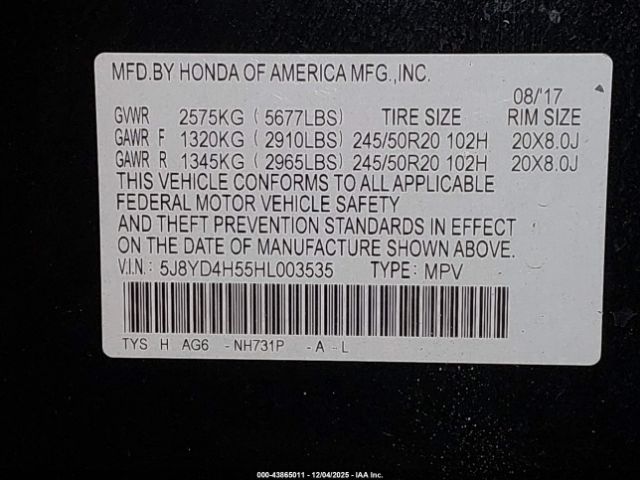 MFD.BY HONDA OF AMERICA MFG.,INC.
08/'17
GVWR 2575KG ( 5677LBS) TIRE SIZE RIM SIZE
GAWR F 1320KG ( 2910LBS) 245/50R20 102H 20X8.0J
GAWR R 1345KG ( 2965LBS) 245/50R20 102H 20X8.0J
THIS VEHICLE CONFORMS TO ALL APPLICABLE
FEDERAL MOTOR VEHICLE SAFETY
AND THEFT PREVENTION STANDARDS IN EFFECT
ON THE DATE OF MANUFACTURE SHOWN ABOVE.
V.I.N.: 5J8YD4H55HL003535 TYPE: MPV
TYS H AG6 -NH731P -A-L
000-43865011 - 12/04/2025 - IAA Inc.